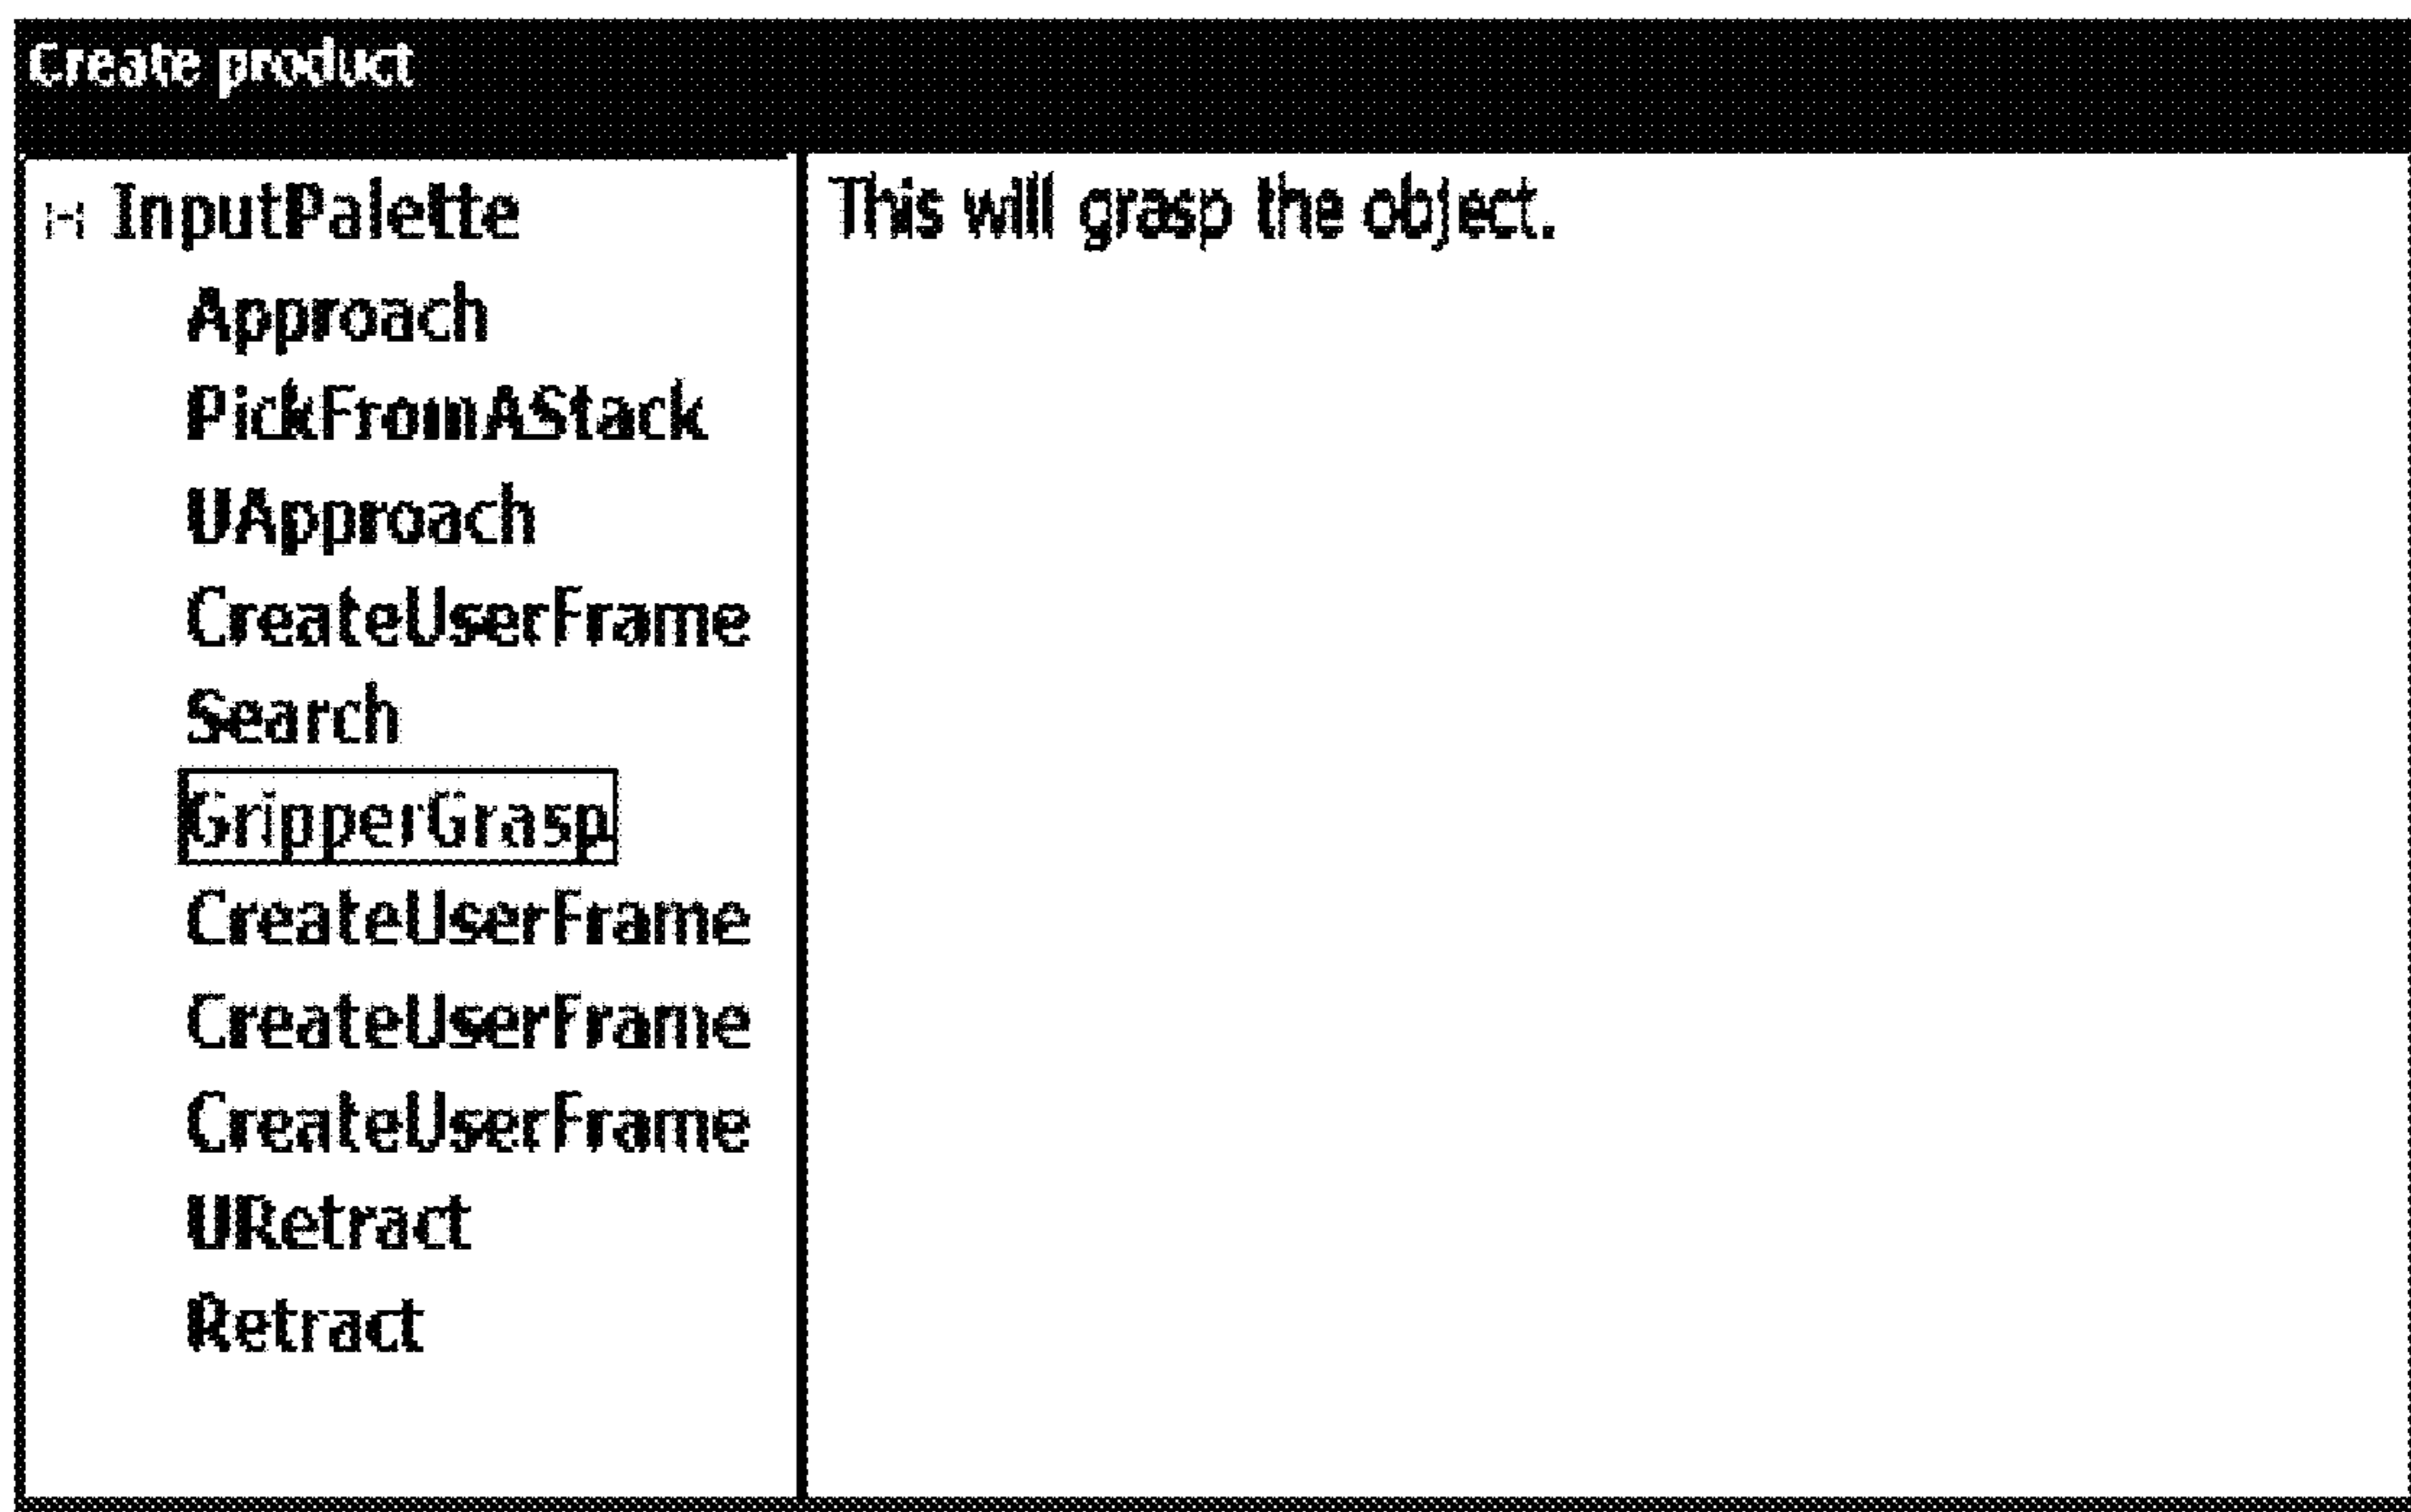 Create product
InputPalette
Approach
PickFromAStack
UApproach
CreateUserFrame
Search
GripperGrasp
CreateUserFrame
CreateUserFrame
CreateUserFrame
URetract
Retract
This will grasp the object.